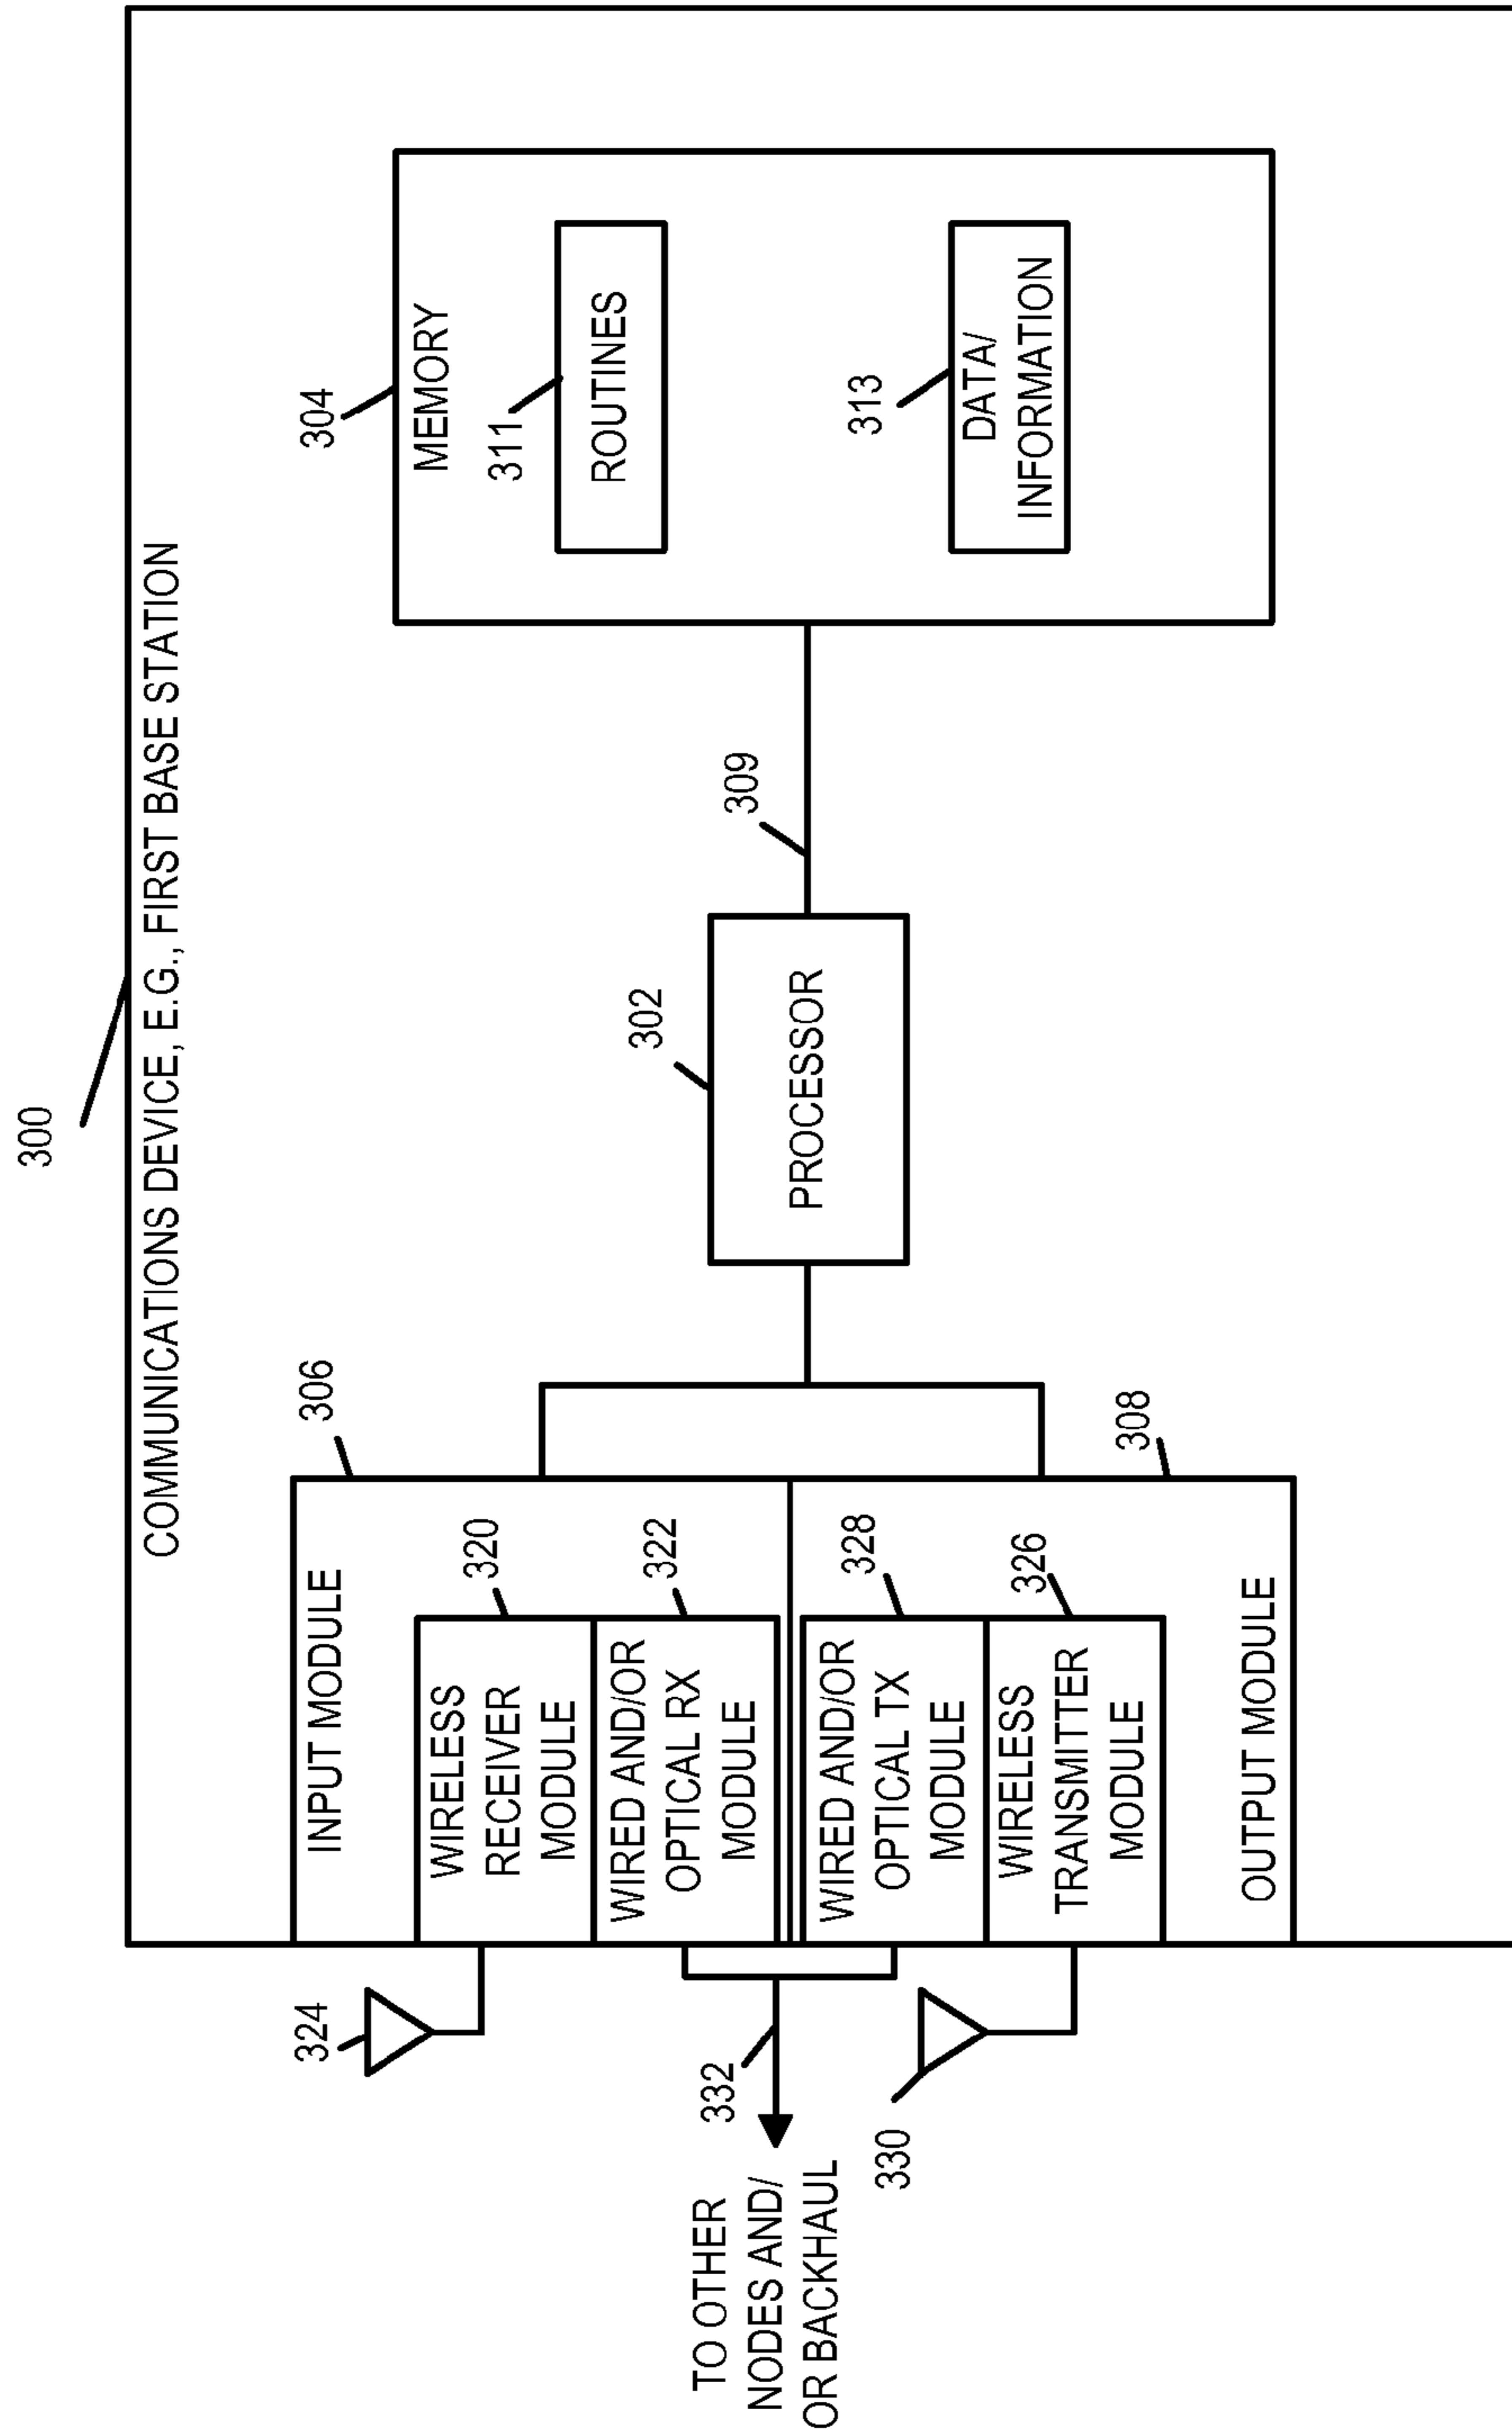 300
COMMUNICATIONS DEVICE, E.G., FIRST BASE STATION
324
306
304
INPUT MODULE
MEMORY
WIRELESS
RECEIVER
MODULE
320
311
ROUTINES
WIRED AND/OR
OPTICAL RX
MODULE
322
302
PROCESSOR
309
TO OTHER
NODES AND/
OR BACKHAUL
332
WIRED AND/OR
OPTICAL TX
MODULE
328
313
DATA/
INFORMATION
330
WIRELESS
TRANSMITTER
MODULE
326
308
OUTPUT MODULE